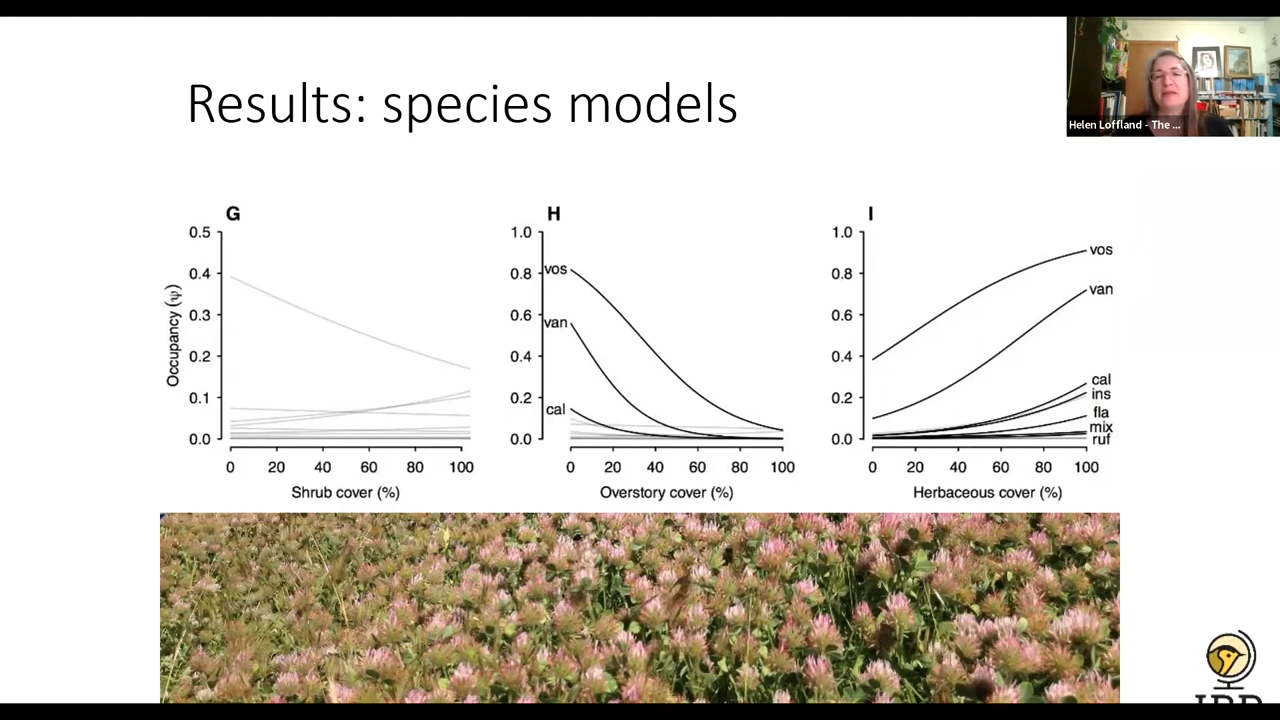 Results: species models
Helen Loffland - The ...
G
H
I
0.5
0.4
0.3
0.2
0.1
0.0
Occupancy (ψ)
0 20 40 60 80 100
Shrub cover (%)
1.0
0.8
0.6
0.4
0.2
0.0
vos
van
cal
0 20 40 60 80 100
Overstory cover (%)
1.0
0.8
0.6
0.4
0.2
0.0
vos
van
cal
ins
fla
mix
ruf
0 20 40 60 80 100
Herbaceous cover (%)